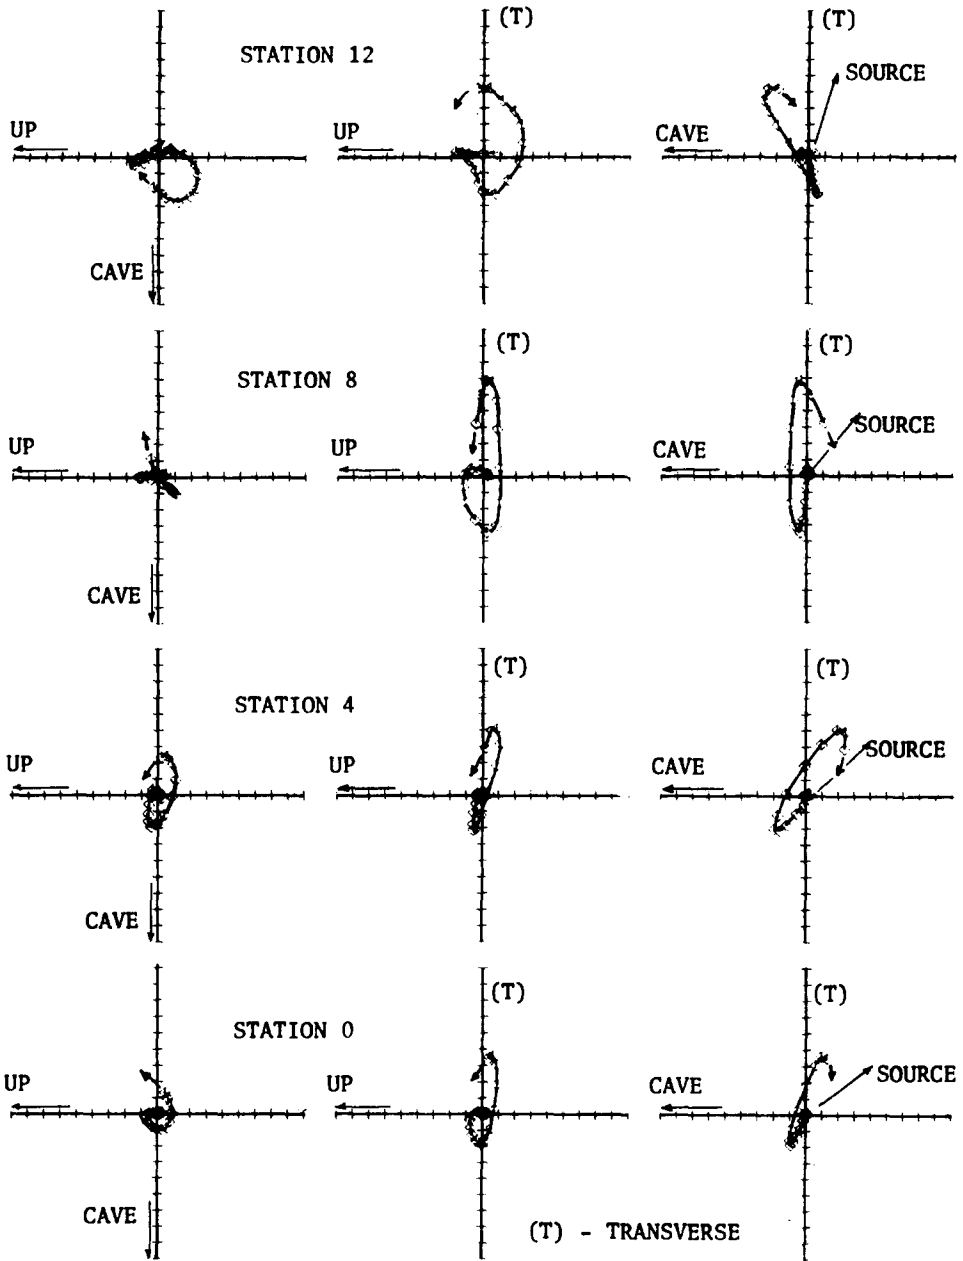 (T)
(T)
STATION 12
SOURCE
UP
UP
CAVE
CAVE
(T)
(T)
STATION 8
SOURCE
UP
UP
CAVE
CAVE
(T)
(T)
STATION 4
SOURCE
UP
UP
CAVE
CAVE
(T)
(T)
STATION 0
SOURCE
UP
UP
CAVE
CAVE
(T) - TRANSVERSE